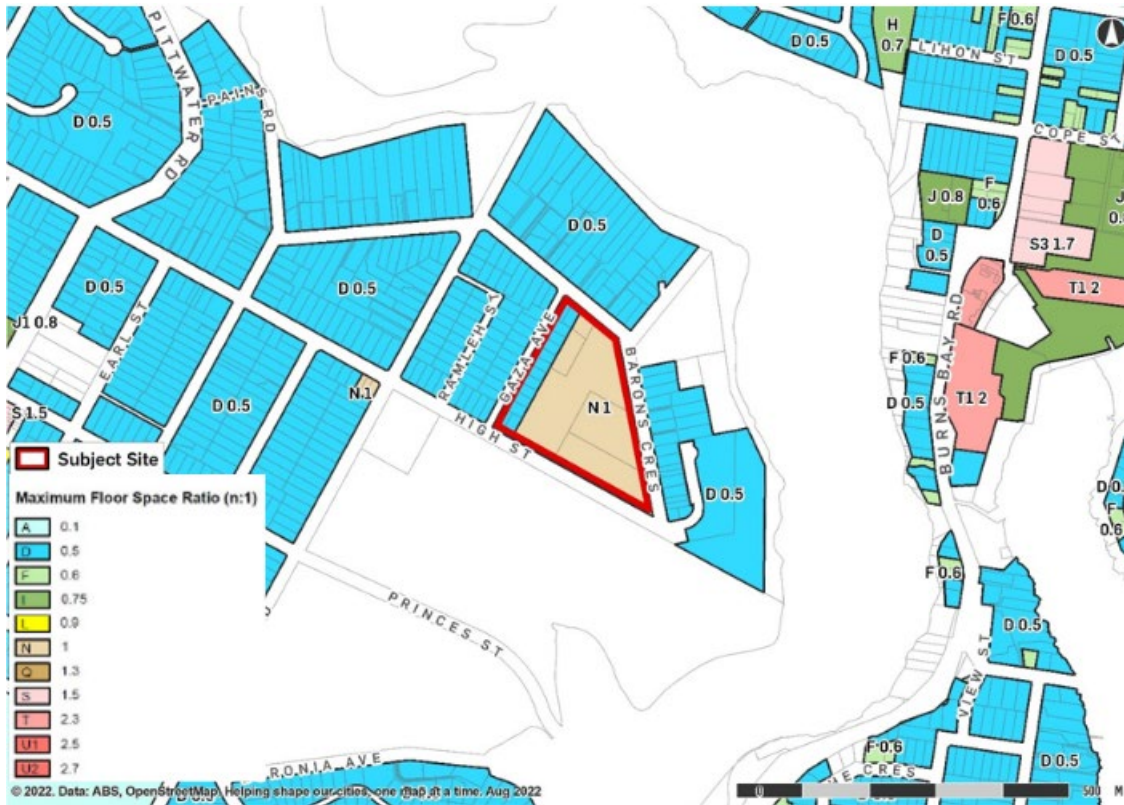 PITTWATER RD
PAINS RD
D 0.5
D 0.5
H
0.7
LIHON ST
F 0.6
D 0.5
COPE ST
J 0.8
F
0.6
D
0.5
S3 1.7
T1 2
D 0.5
D 0.5
D 0.5
J1 0.8
EARL ST
RAMLEH ST
GAZA AVE
BARONS CRES
N 1
N 1
HIGH ST
D 0.5
S 1.5
D 0.5
BURNS BAY RD
F 0.6
D 0.5
T1 2
F 0.6
Subject Site
Maximum Floor Space Ratio (n:1)
A 0.1
D 0.5
F 0.6
I 0.75
L 0.9
N 1
Q 1.3
S 1.5
T 2.3
U1 2.5
U2 2.7
PRINCES ST
F 0.6
D 0.5
VIEW ST
F 0.6
D 0.5
RONIA AVE
CRES
© 2022. Data: ABS, OpenStreetMap, Helping shape our cities, one map at a time. Aug 2022
0 500 M